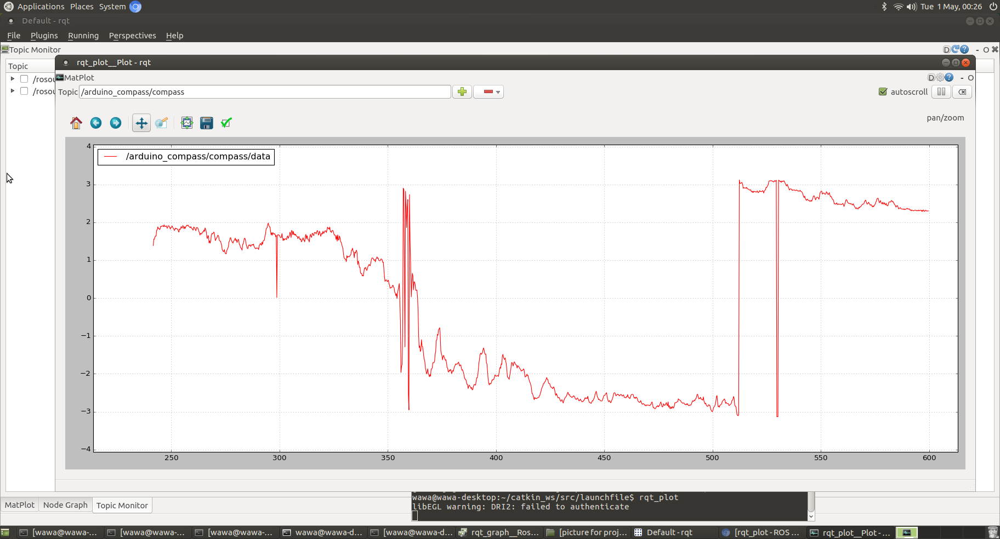 Applications Places System Tue 1 May, 00:26
Default - rqt
File Plugins Running Perspectives Help
Topic Monitor D - O
Topic
rqt_plot__Plot - rqt
MatPlot D - O
/rosou
/rosou
Topic /arduino_compass/compass autoscroll
pan/zoom
/arduino_compass/compass/data
4
3
2
1
0
−1
−2
−3
−4
250 300 350 400 450 500 550 600
wawa@wawa-desktop:~/catkin_ws/src/launchfile$ rqt_plot
libEGL warning: DRI2: failed to authenticate
MatPlot Node Graph Topic Monitor
[wawa@wawa-... [wawa@wawa-... [wawa@wawa-... wawa@wawa-d... [wawa@wawa-d... rqt_graph__Ros... [picture for proj... Default - rqt [rqt_plot - ROS ... rqt_plot__Plot - ...